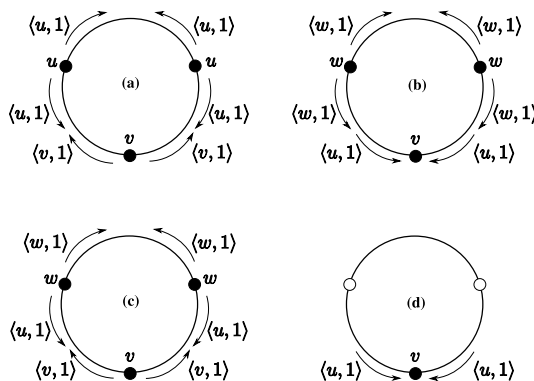 ⟨u, 1⟩ ⟨u, 1⟩
u u
(a)
⟨u, 1⟩ ⟨u, 1⟩
v
⟨v, 1⟩ ⟨v, 1⟩
⟨w, 1⟩ ⟨w, 1⟩
w w
(b)
⟨w, 1⟩ ⟨w, 1⟩
v
⟨u, 1⟩ ⟨u, 1⟩
⟨w, 1⟩ ⟨w, 1⟩
w w
(c)
⟨u, 1⟩ ⟨u, 1⟩
v
⟨v, 1⟩ ⟨v, 1⟩
(d)
v
⟨u, 1⟩ ⟨u, 1⟩